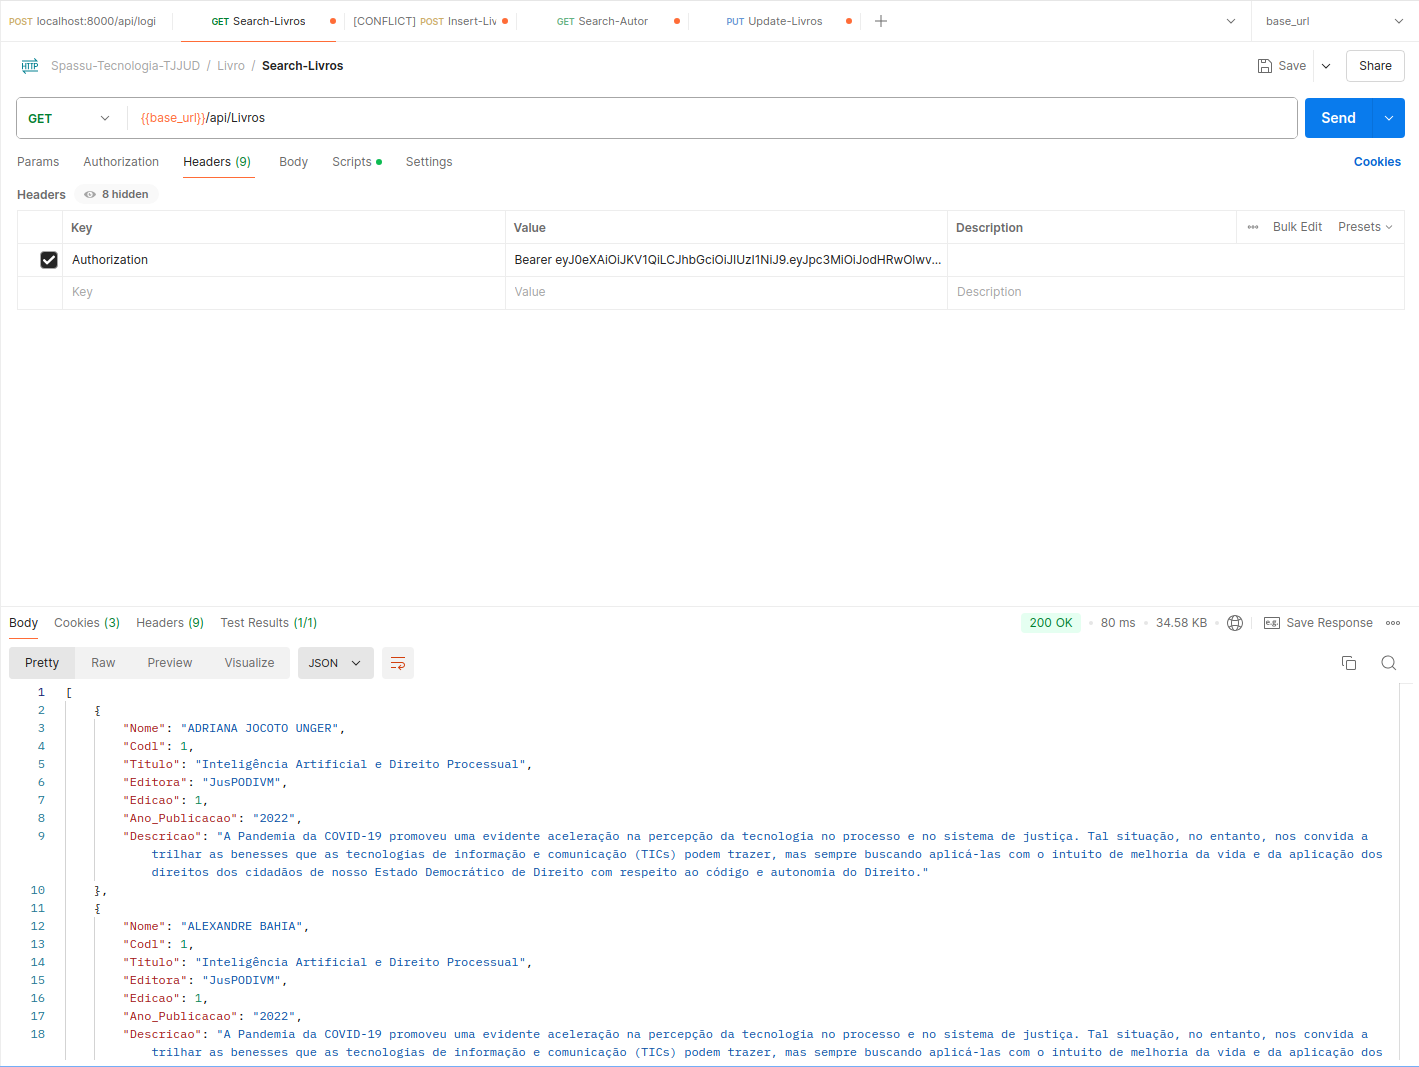 POST localhost:8000/api/logi GET Search-Livros [CONFLICT] POST Insert-Liv GET Search-Autor PUT Update-Livros base_url
HTTP Spassu-Tecnologia-TJJUD / Livro / Search-Livros Save Share
GET {{base_url}}/api/Livros Send
Params Authorization Headers (9) Body Scripts Settings Cookies
Headers 8 hidden
Key Value Description Bulk Edit Presets
Authorization Bearer eyJ0eXAiOiJKV1QiLCJhbGciOiJIUzI1NiJ9.eyJpc3MiOiJodHRwOlwv...
Key Value Description
Body Cookies (3) Headers (9) Test Results (1/1) 200 OK 80 ms 34.58 KB e.g. Save Response
Pretty Raw Preview Visualize JSON
1 [
2 {
3 "Nome": "ADRIANA JOCOTO UNGER",
4 "Codl": 1,
5 "Titulo": "Inteligência Artificial e Direito Processual",
6 "Editora": "JusPODIVM",
7 "Edicao": 1,
8 "Ano_Publicacao": "2022",
9 "Descricao": "A Pandemia da COVID-19 promoveu uma evidente aceleração na percepção da tecnologia no processo e no sistema de justiça. Tal situação, no entanto, nos convida a
trilhar as benesses que as tecnologias de informação e comunicação (TICs) podem trazer, mas sempre buscando aplicá-las com o intuito de melhoria da vida e da aplicação dos
direitos dos cidadãos de nosso Estado Democrático de Direito com respeito ao código e autonomia do Direito."
10 },
11 {
12 "Nome": "ALEXANDRE BAHIA",
13 "Codl": 1,
14 "Titulo": "Inteligência Artificial e Direito Processual",
15 "Editora": "JusPODIVM",
16 "Edicao": 1,
17 "Ano_Publicacao": "2022",
18 "Descricao": "A Pandemia da COVID-19 promoveu uma evidente aceleração na percepção da tecnologia no processo e no sistema de justiça. Tal situação, no entanto, nos convida a
trilhar as benesses que as tecnologias de informação e comunicação (TICs) podem trazer, mas sempre buscando aplicá-las com o intuito de melhoria da vida e da aplicação dos